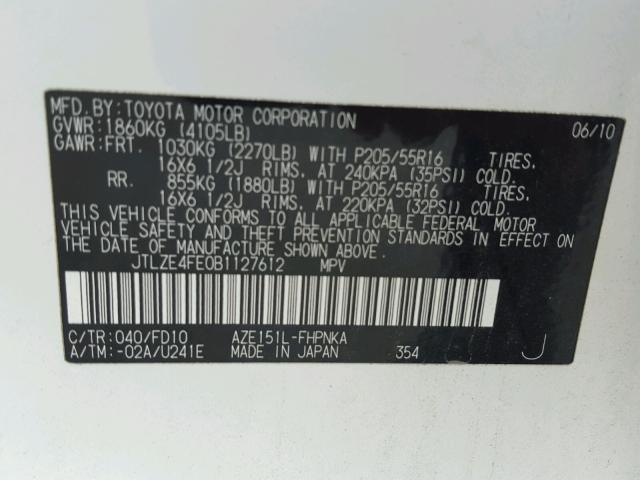 MFD.BY:TOYOTA MOTOR CORPORATION 06/10
GVWR:1860KG (4105LB)
GAWR:FRT. 1030KG (2270LB) WITH P205/55R16 TIRES,
16X6 1/2J RIMS, AT 240KPA (35PSI) COLD.
RR. 855KG (1880LB) WITH P205/55R16 TIRES,
16X6 1/2J RIMS, AT 220KPA (32PSI) COLD.
THIS VEHICLE CONFORMS TO ALL APPLICABLE FEDERAL MOTOR
VEHICLE SAFETY AND THEFT PREVENTION STANDARDS IN EFFECT ON
THE DATE OF MANUFACTURE SHOWN ABOVE.
JTLZE4FE0B1127612 MPV
C/TR:040/FD10 AZE151L-FHPNKA
A/TM:-02A/U241E MADE IN JAPAN 354 J